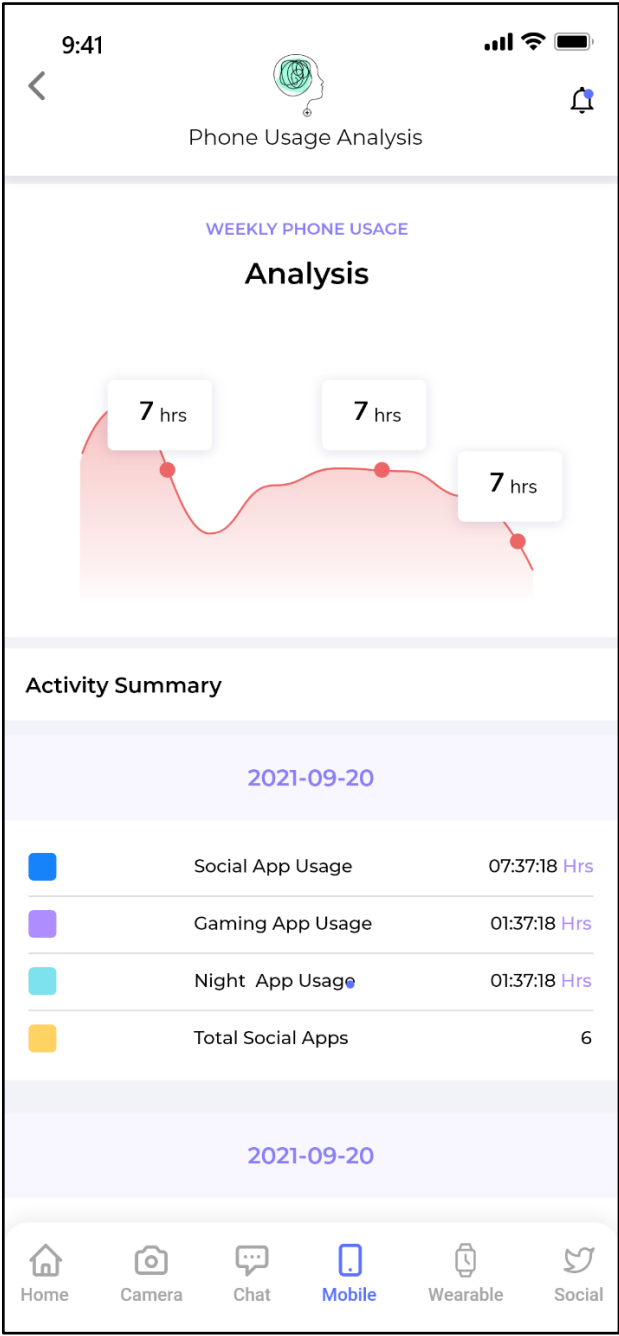 9:41
Phone Usage Analysis
WEEKLY PHONE USAGE
Analysis
7 hrs
7 hrs
7 hrs
Activity Summary
2021-09-20
Social App Usage 07:37:18 Hrs
Gaming App Usage 01:37:18 Hrs
Night App Usage 01:37:18 Hrs
Total Social Apps 6
2021-09-20
Home Camera Chat Mobile Wearable Social